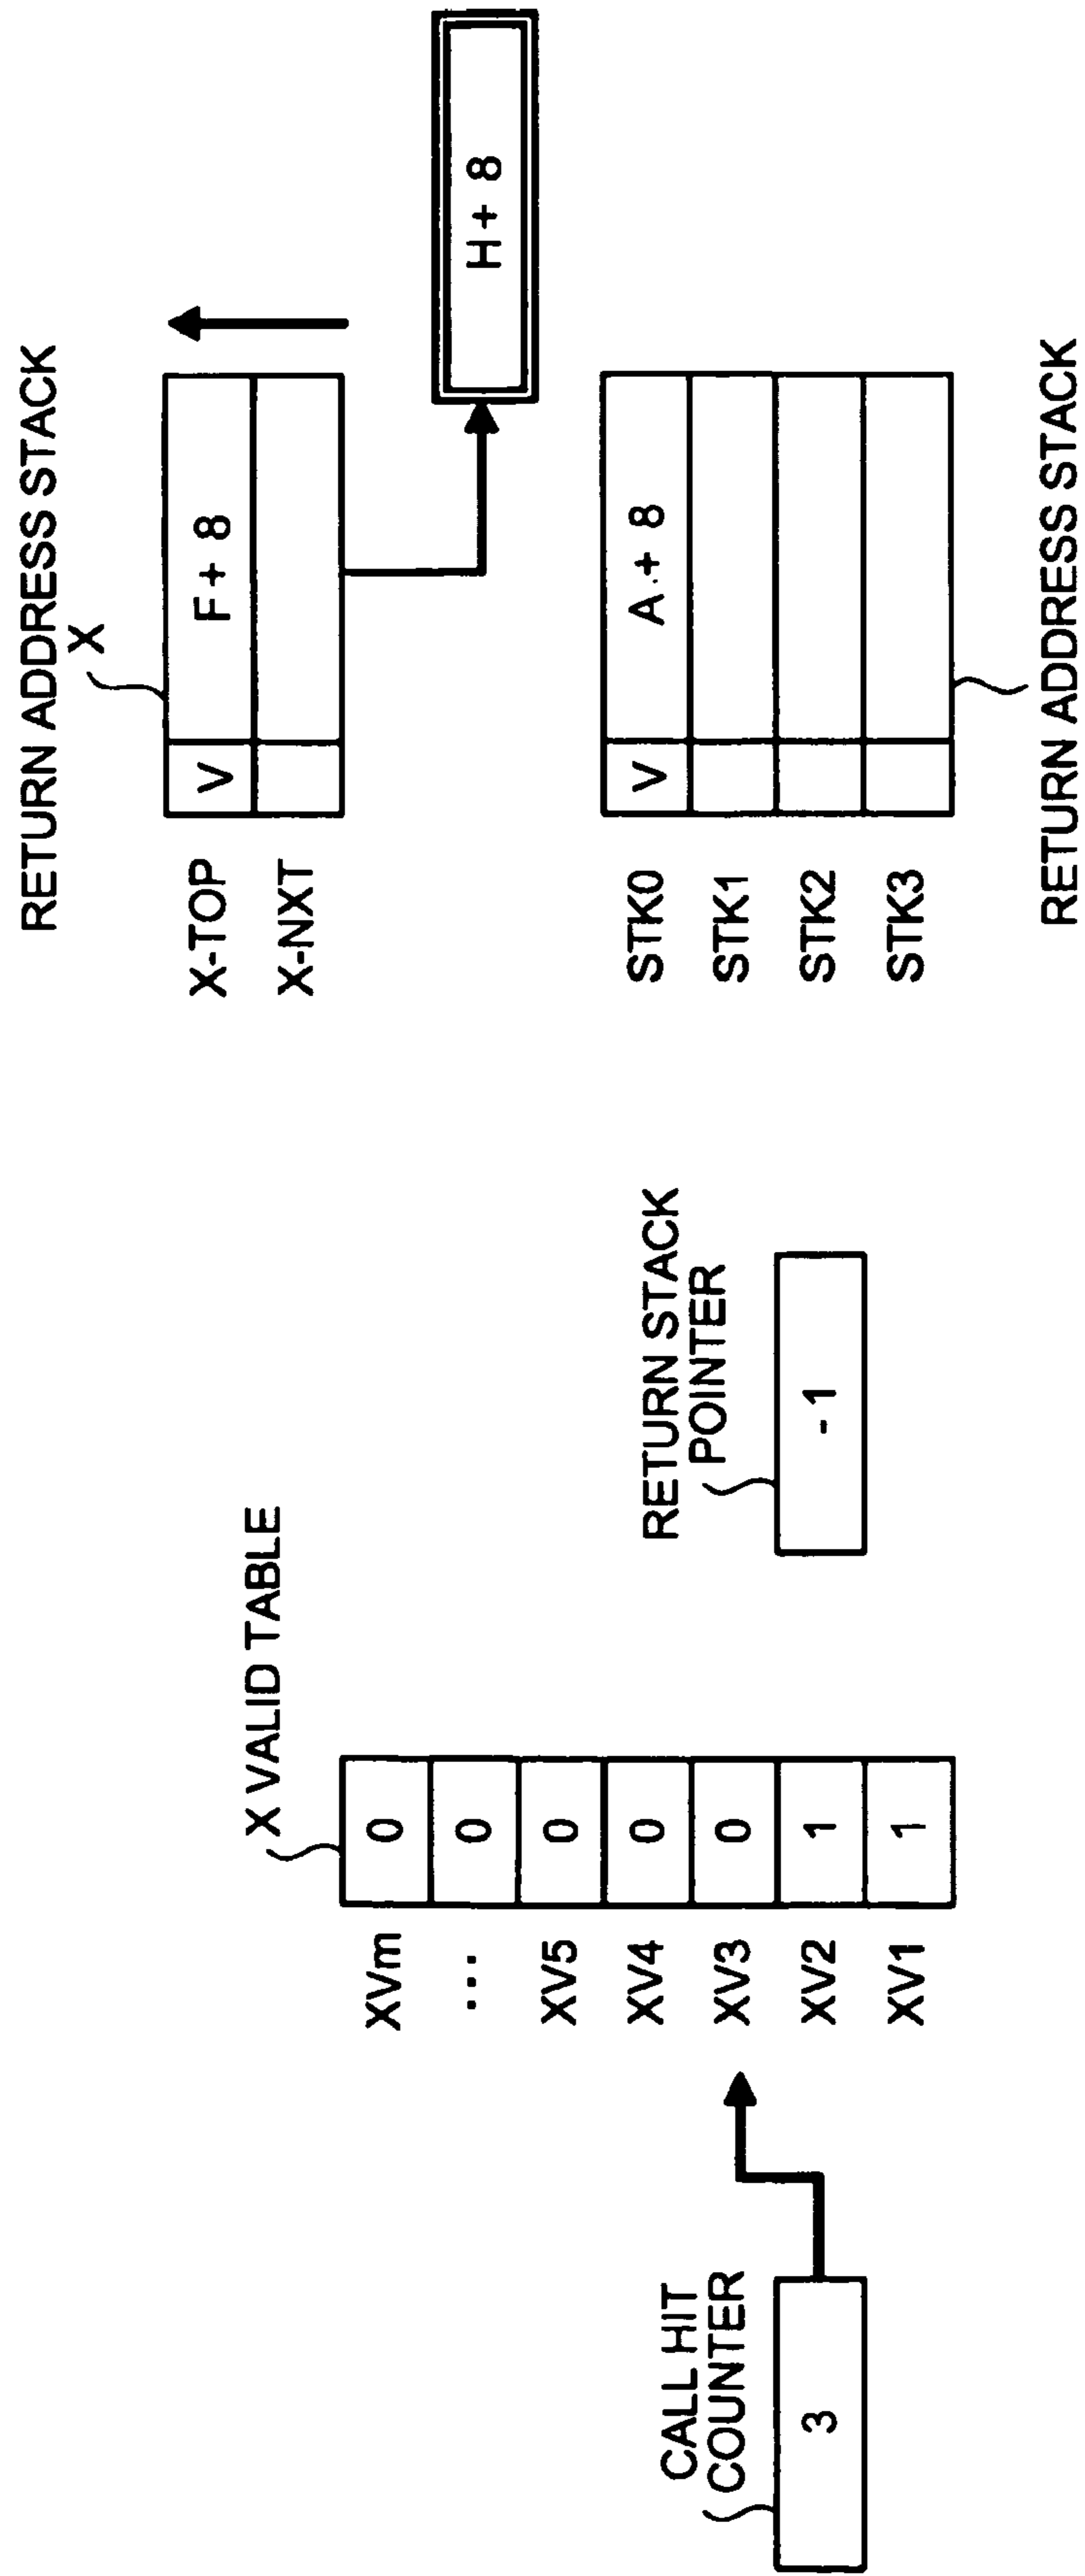 RETURN ADDRESS STACK
X
X-TOP V F + 8
X-NXT
H + 8
X VALID TABLE
XVm 0
... 0
XV5 0
XV4 0
XV3 0
XV2 1
XV1 1
CALL HIT
COUNTER
3
RETURN STACK
POINTER
- 1
STK0 V A . + 8
STK1
STK2
STK3
RETURN ADDRESS STACK